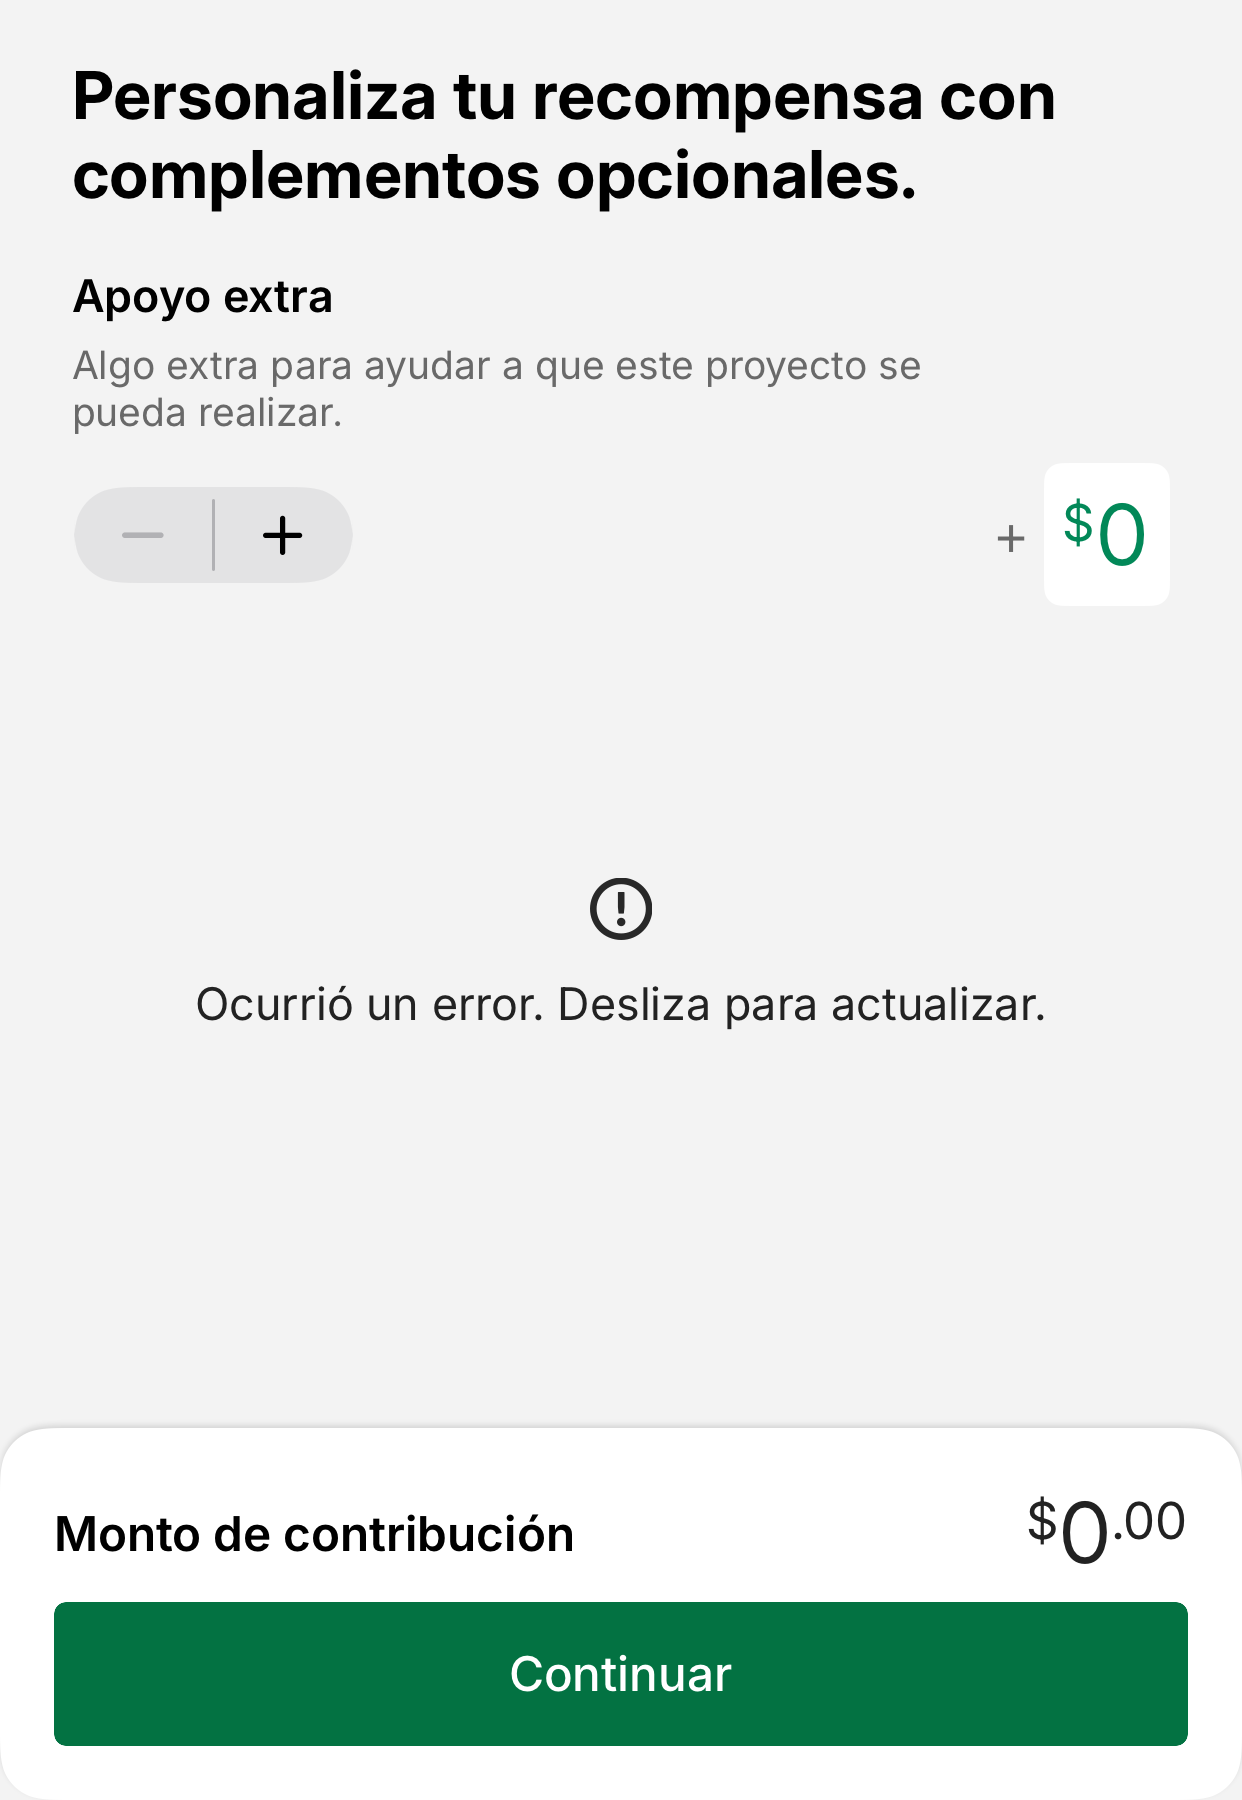 Personaliza tu recompensa con
complementos opcionales.
Apoyo extra
Algo extra para ayudar a que este proyecto se
pueda realizar.
+ $0
Ocurrió un error. Desliza para actualizar.
Monto de contribución $0.00
Continuar